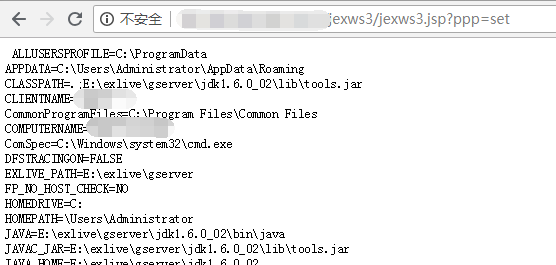 不安全
jexws3/jexws3.jsp?ppp=set
ALLUSERSPROFILE=C:\ProgramData
APPDATA=C:\Users\Administrator\AppData\Roaming
CLASSPATH=.;E:\exlive\gserver\jdk1.6.0_02\lib\tools.jar
CLIENTNAME=
CommonProgramFiles=C:\Program Files\Common Files
COMPUTERNAME=
ComSpec=C:\Windows\system32\cmd.exe
DFSTRACINGON=FALSE
EXLIVE_PATH=E:\exlive\gserver
FP_NO_HOST_CHECK=NO
HOMEDRIVE=C:
HOMEPATH=\Users\Administrator
JAVA=E:\exlive\gserver\jdk1.6.0_02\bin\java
JAVAC_JAR=E:\exlive\gserver\jdk1.6.0_02\lib\tools.jar
JAVA_HOME=E:\exlive\gserver\jdk1.6.0_02